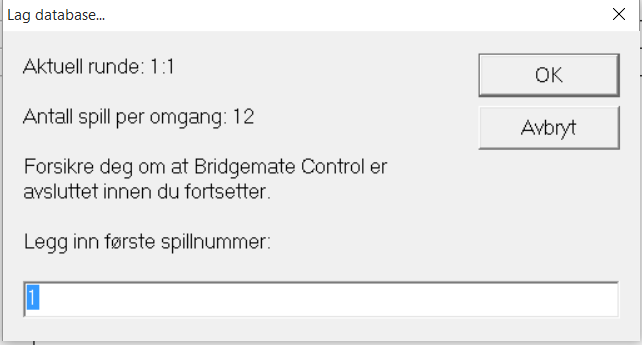 Lag database...
Aktuell runde: 1:1
OK
Antall spill per omgang: 12
Avbryt
Forsikre deg om at Bridgemate Control er
avsluttet innen du fortsetter.
Legg inn første spillnummer:
1